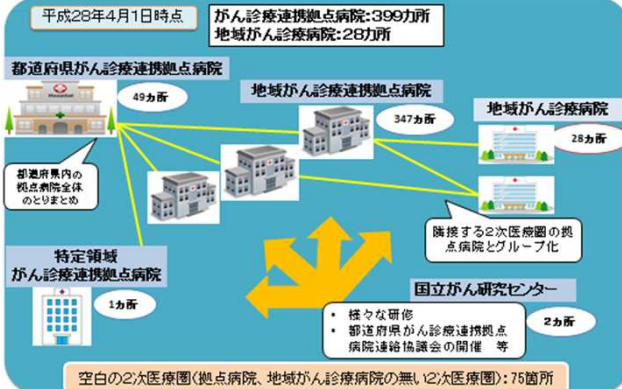 平成28年4月1日時点
がん診療連携拠点病院:399カ所
地域がん診療病院:28カ所
都道府県がん診療連携拠点病院
49カ所
地域がん診療連携拠点病院
347カ所
地域がん診療病院
28カ所
都道府県内の
拠点病院全体
のとりまとめ
隣接する2次医療圏の拠
点病院とグループ化
特定領域
がん診療連携拠点病院
1カ所
国立がん研究センター
2カ所
・ 様々な研修
・ 都道府県がん診療連携拠点
病院連絡協議会の開催 等
空白の2次医療圏(拠点病院、地域がん診療病院の無い2次医療圏):75箇所